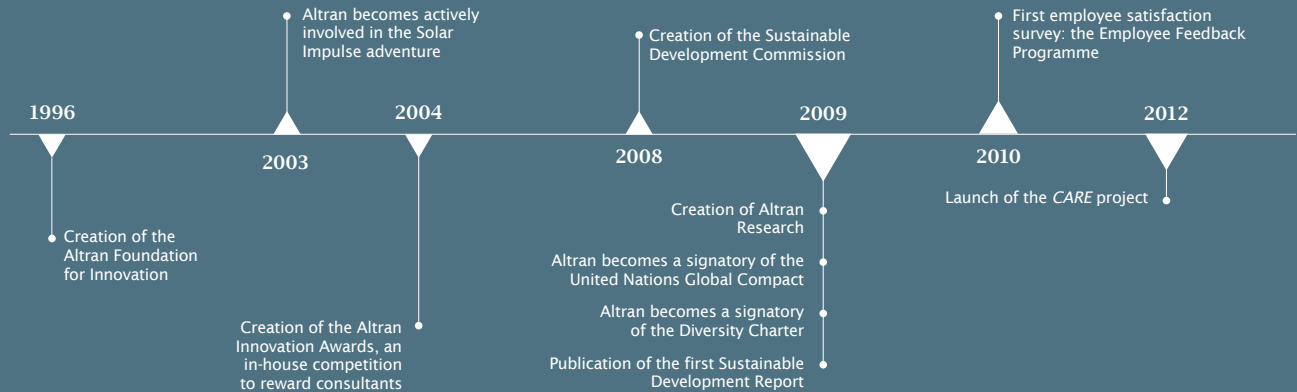 1996
Creation of the
Altran Foundation
for Innovation
Altran becomes actively
involved in the Solar
Impulse adventure
2003
2004
Creation of the Altran
Innovation Awards, an
in-house competition
to reward consultants
Creation of the Sustainable
Development Commission
2008
2009
Creation of Altran
Research
Altran becomes a signatory of the
United Nations Global Compact
Altran becomes a signatory
of the Diversity Charter
Publication of the first Sustainable
Development Report
First employee satisfaction
survey: the Employee Feedback
Programme
2010
2012
Launch of the CARE project